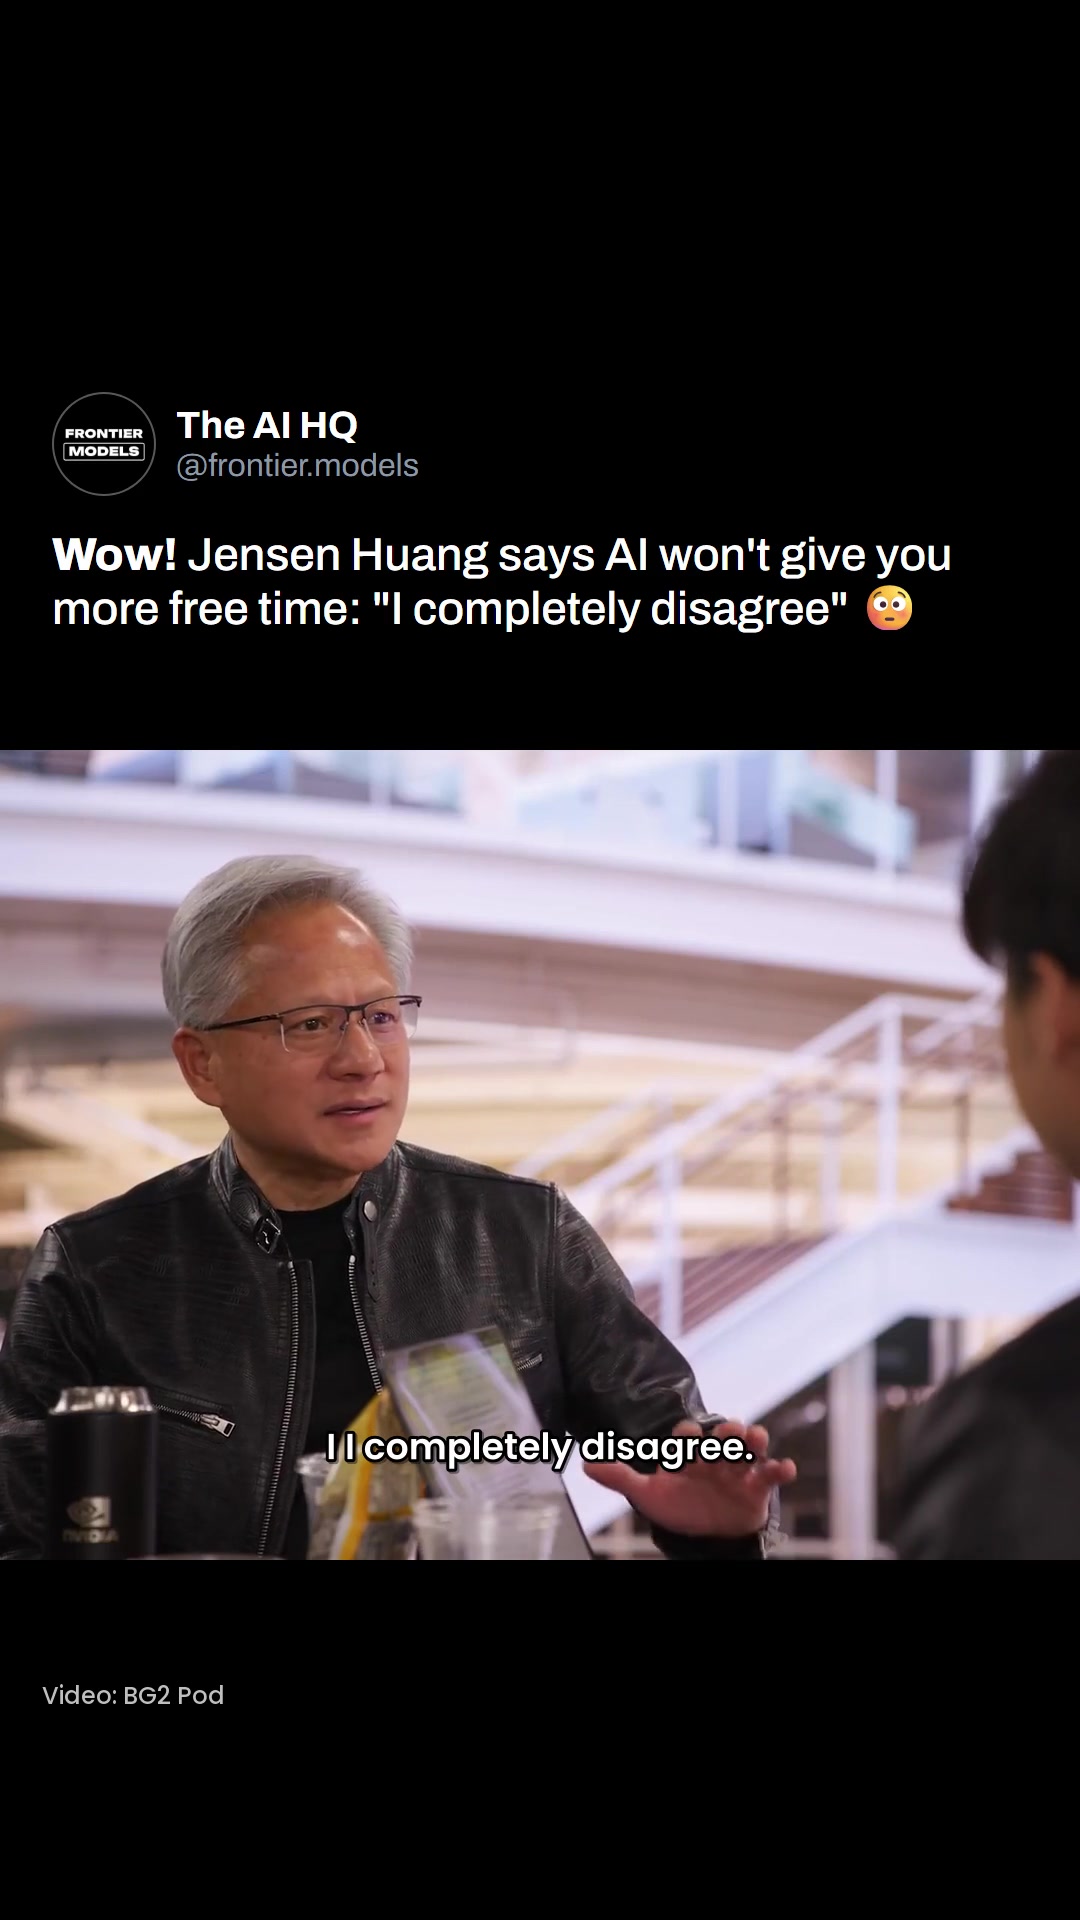 FRONTIER
MODELS
The AI HQ
@frontier.models
Wow! Jensen Huang says AI won't give you
more free time: "I completely disagree" 😳
I I completely disagree.
NVIDIA
Video: BG2 Pod